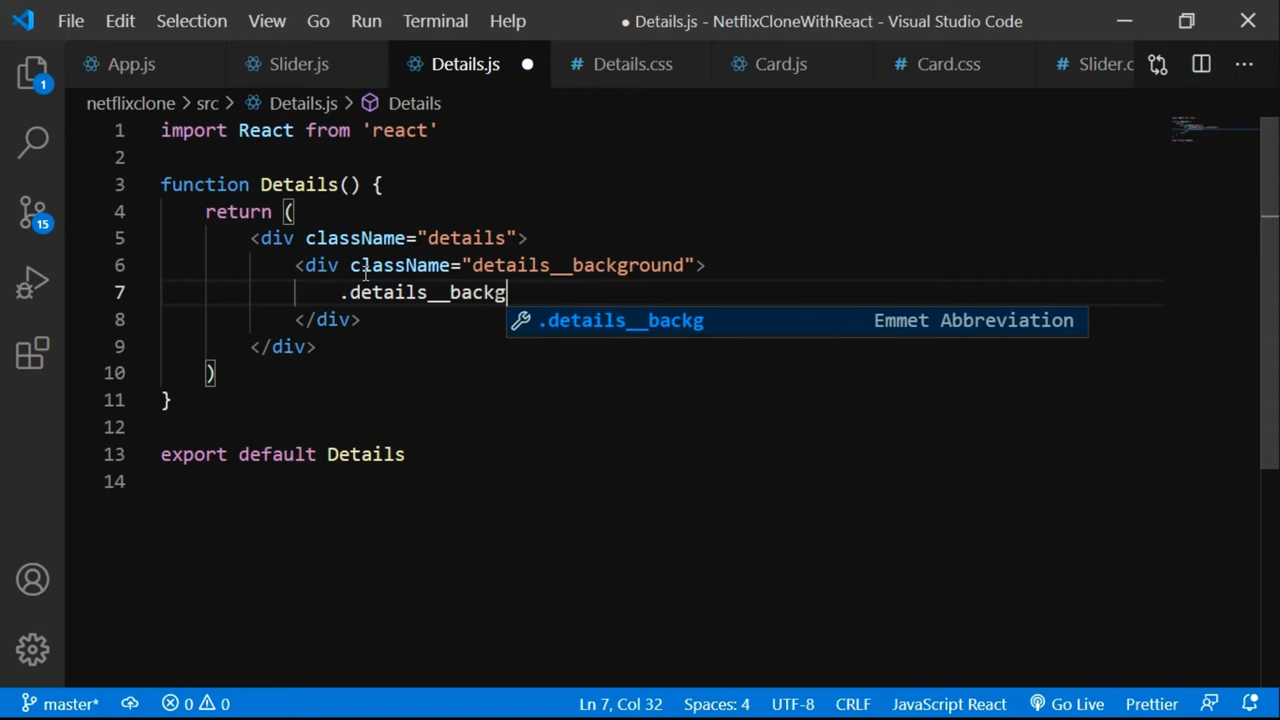 File Edit Selection View Go Run Terminal Help ● Details.js - NetflixCloneWithReact - Visual Studio Code
App.js Slider.js Details.js ● # Details.css Card.js # Card.css # Slider.c ...
netflixclone > src > Details.js > Details
1 import React from 'react'
2
3 function Details() {
4 return (
5 <div className="details">
6 <div className="details__background">
7 .details__backg
.details__backg Emmet Abbreviation
8 </div>
9 </div>
10 )
11 }
12
13 export default Details
14
1
15
master* 0 0 Ln 7, Col 32 Spaces: 4 UTF-8 CRLF JavaScript React Go Live Prettier